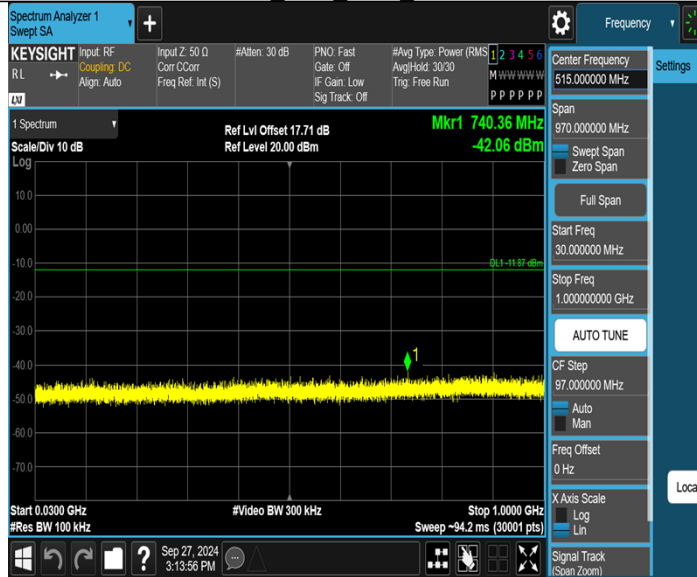 Spectrum Analyzer 1
Swept SA
Frequency
KEYSIGHT
RL
LXI
Input: RF
Coupling: DC
Align: Auto
Input Z: 50 Ω
Corr CCorr
Freq Ref: Int (S)
#Atten: 30 dB
PNO: Fast
Gate: Off
IF Gain: Low
Sig Track: Off
#Avg Type: Power (RMS
Avg|Hold: 30/30
Trig: Free Run
1 2 3 4 5 6
M W W W W W
P P P P P P
Center Frequency
515.000000 MHz
Settings
Span
970.000000 MHz
Swept Span
Zero Span
Full Span
Start Freq
30.000000 MHz
Stop Freq
1.000000000 GHz
AUTO TUNE
CF Step
97.000000 MHz
Auto
Man
Freq Offset
0 Hz
X Axis Scale
Log
Lin
Signal Track
(Span Zoom)
Loca
1 Spectrum
Scale/Div 10 dB
Log
Ref Lvl Offset 17.71 dB
Ref Level 20.00 dBm
Mkr1 740.36 MHz
-42.06 dBm
10.0
0.00
-10.0
DL1 -11.87 dBm
-20.0
-30.0
1
-40.0
-50.0
-60.0
-70.0
Start 0.0300 GHz
#Res BW 100 kHz
#Video BW 300 kHz
Stop 1.0000 GHz
Sweep ~94.2 ms (30001 pts)
?
Sep 27, 2024
3:13:56 PM